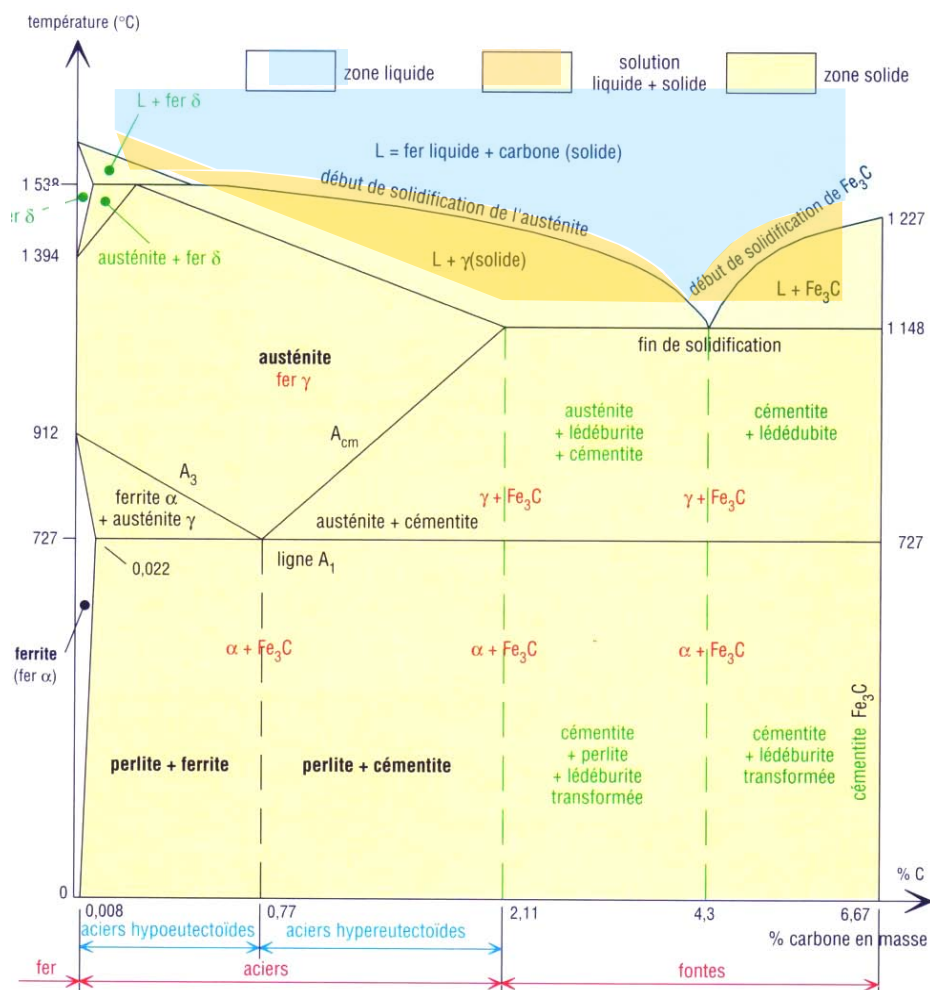 température (°C)
zone liquide
solution
liquide + solide
zone solide
L + fer δ
L = fer liquide + carbone (solide)
début de solidification de l'austénite
début de solidification de Fe₃C
1 538
er δ
1 227
austénite + fer δ
1 394
L + γ(solide)
L + Fe₃C
1 148
fin de solidification
austénite
fer γ
austénite
+ lédéburite
+ cémentite
cémentite
+ lédédubite
912
Acm
A₃
ferrite α
+ austénite γ
γ + Fe₃C
γ + Fe₃C
austénite + cémentite
727
727
0,022
ligne A₁
ferrite
(fer α)
α + Fe₃C
α + Fe₃C
α + Fe₃C
perlite + ferrite
perlite + cémentite
cémentite
+ perlite
+ lédéburite
transformée
cémentite
+ lédéburite
transformée
cémentite Fe₃C
0
% C
0,008
0,77
2,11
4,3
6,67
% carbone en masse
aciers hypoeutectoïdes
aciers hypereutectoïdes
fer
aciers
fontes